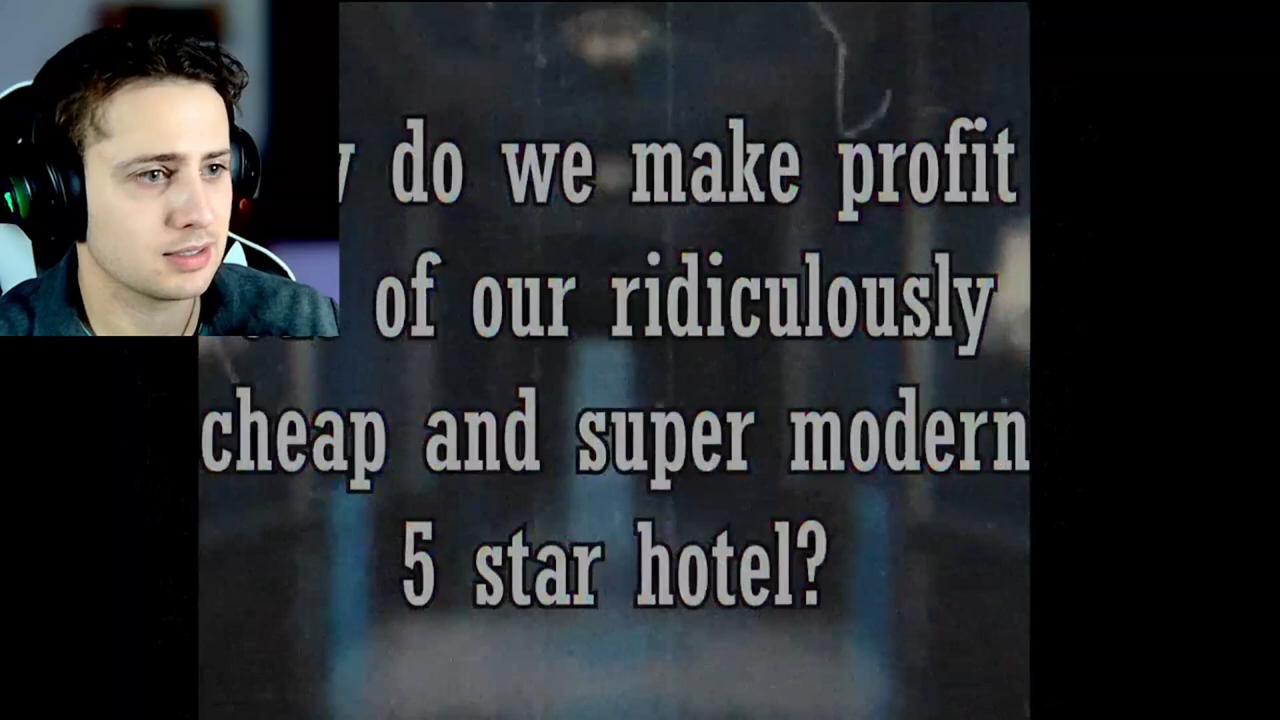 do we make profit
of our ridiculously
cheap and super modern
5 star hotel?